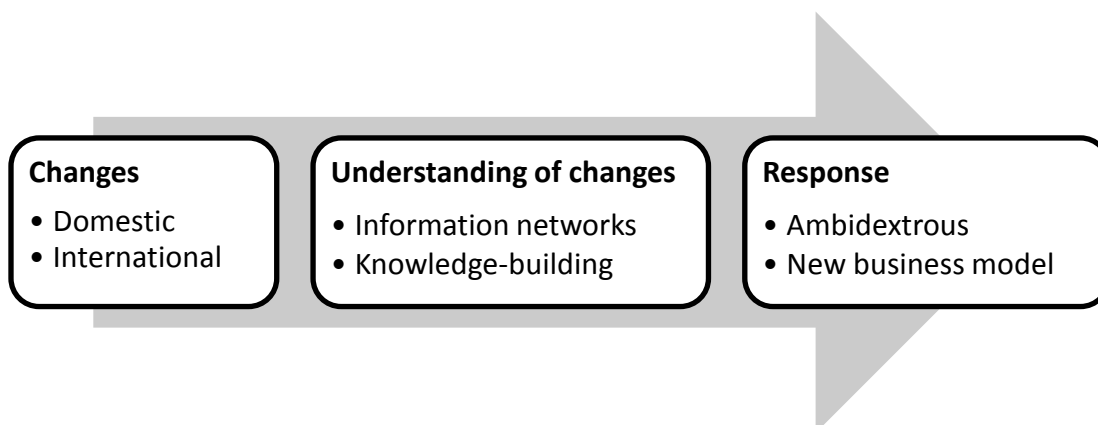 Changes
• Domestic
• International
Understanding of changes
• Information networks
• Knowledge-building
Response
• Ambidextrous
• New business model